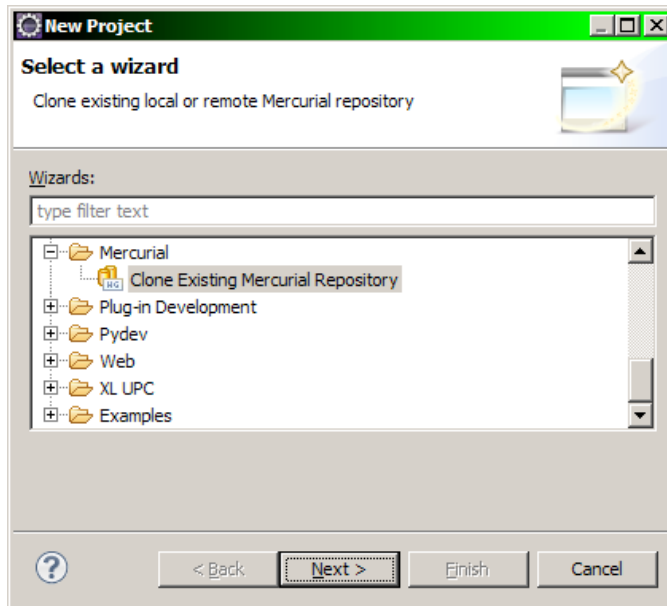 New Project
Select a wizard
Clone existing local or remote Mercurial repository
Wizards:
type filter text
Mercurial
HG Clone Existing Mercurial Repository
Plug-in Development
Pydev
Web
XL UPC
Examples
? < Back Next > Finish Cancel